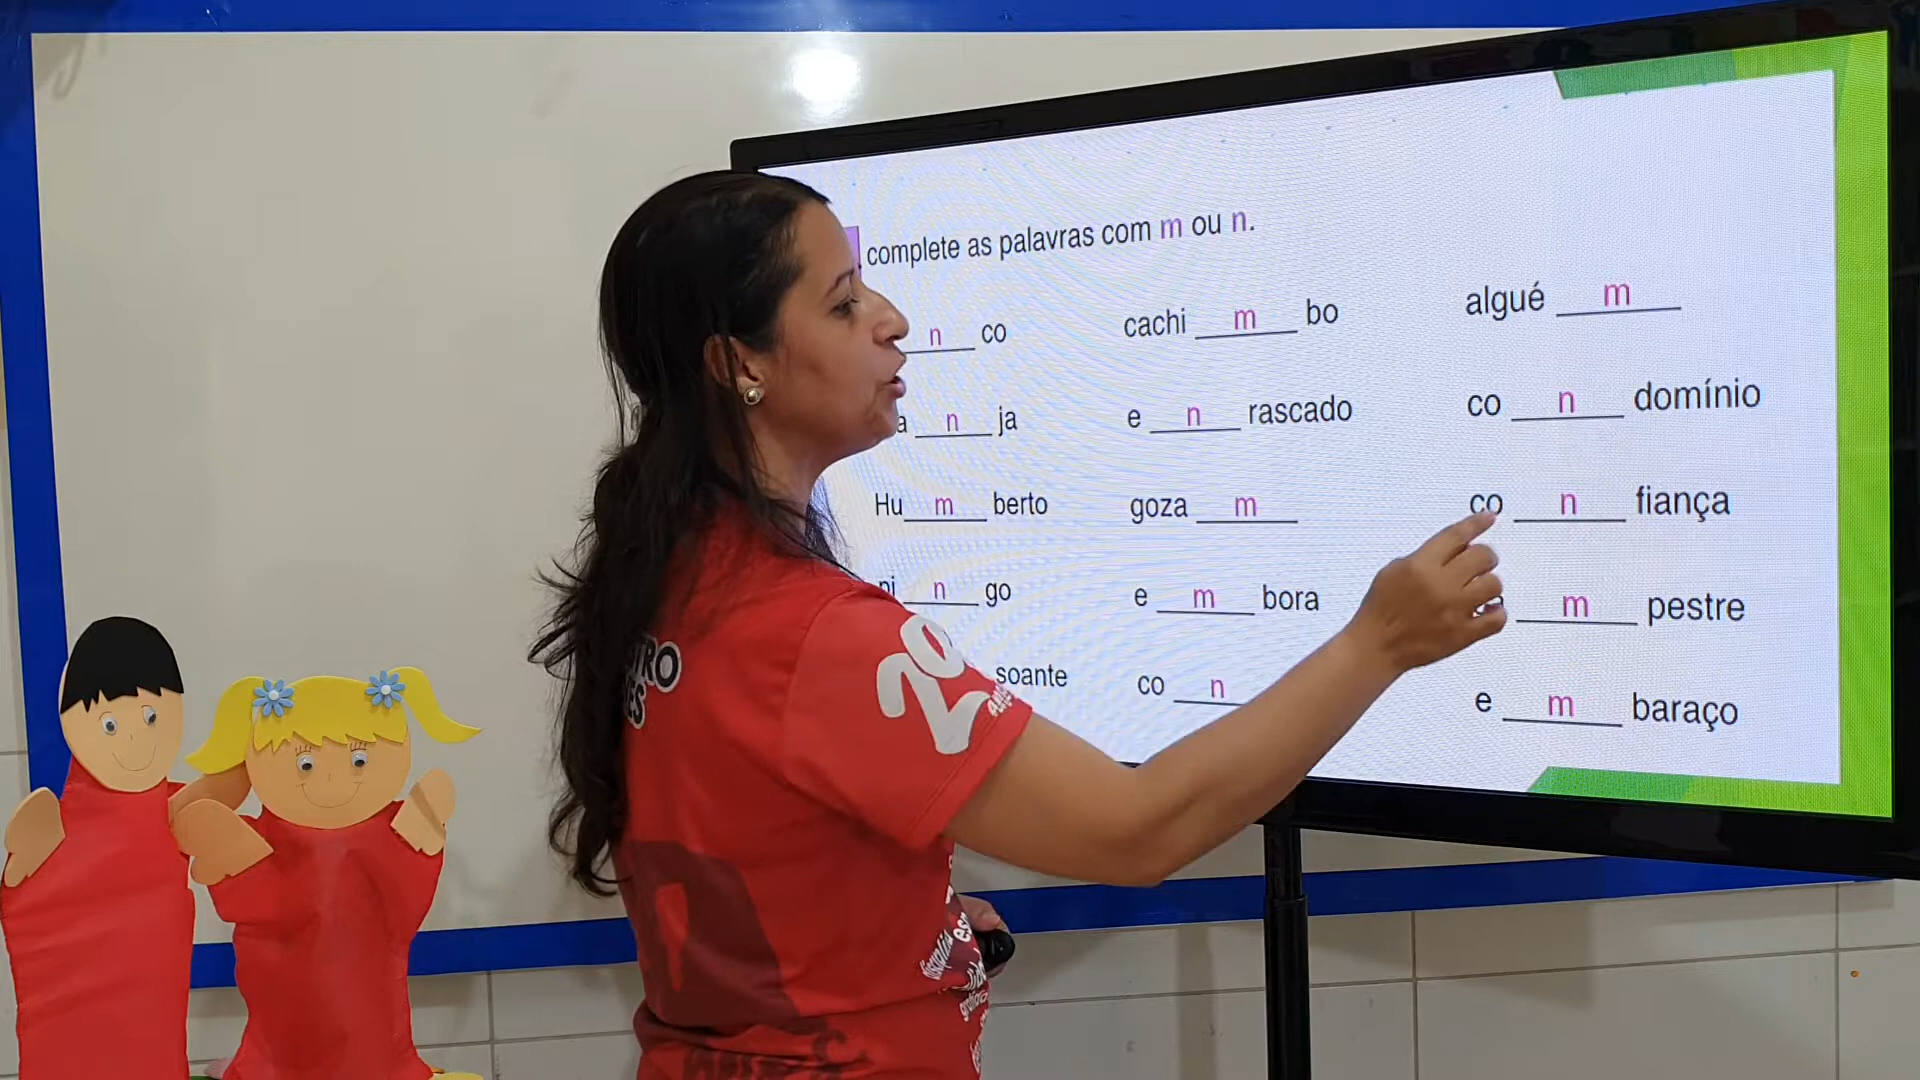 complete as palavras com m ou n.
n co
cachi m bo
algué m
a n ja
e n rascado
co n domínio
Hu m berto
goza m
co n fiança
n go
e m bora
m pestre
soante
co n
e m baraço
20